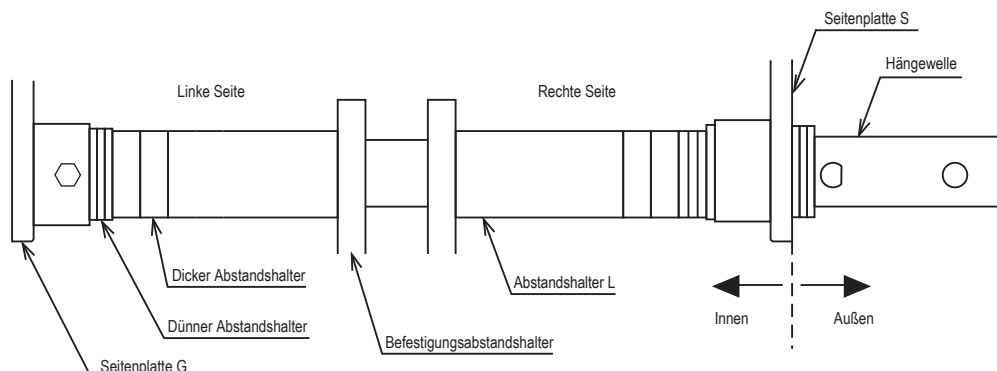 Seitenplatte S
Hängewelle
Linke Seite
Rechte Seite
Dicker Abstandshalter
Abstandshalter L
Innen
Außen
Dünner Abstandshalter
Befestigungsabstandshalter
Seitenplatte G